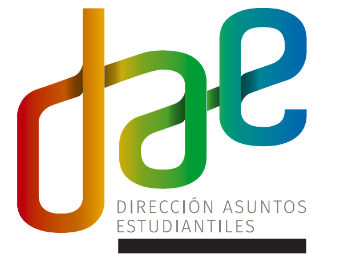 dae
DIRECCIÓN ASUNTOS
ESTUDIANTILES